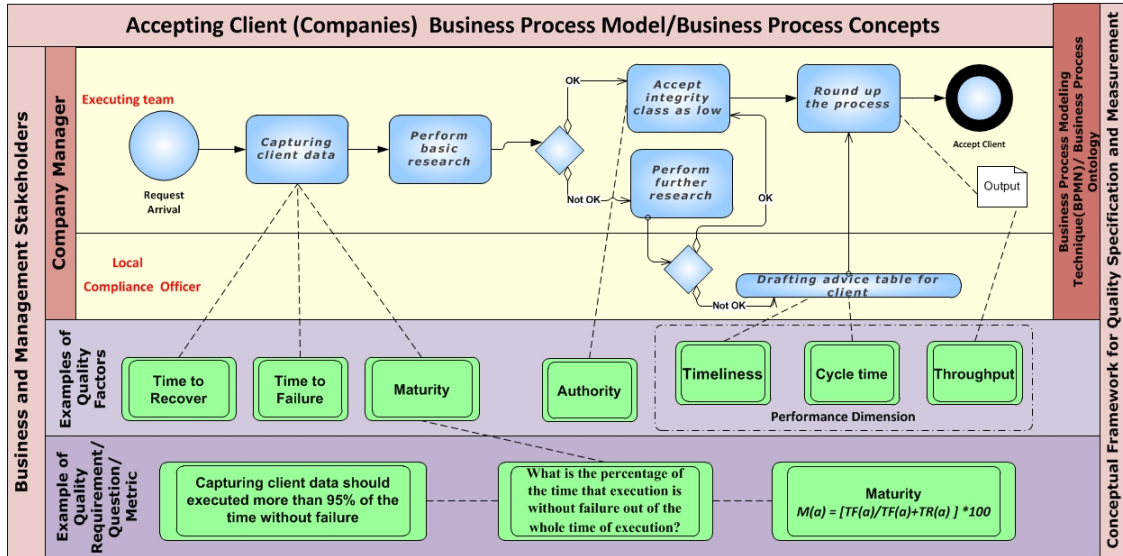 Accepting Client (Companies) Business Process Model/Business Process Concepts
Business and Management Stakeholders
Company Manager
Executing team
Request
Arrival
Capturing
client data
Perform
basic
research
OK
Not OK
Accept
integrity
class as low
Perform
further
research
OK
Round up
the process
Accept Client
Output
Local
Compliance Officer
Not OK
Drafting advice table for
client
Business Process Modeling
Technique(BPMN)/ Business Process
Ontology
Conceptual Framework for Quality Specification and Measurement
Examples of
Quality
Factors
Time to
Recover
Time to
Failure
Maturity
Authority
Timeliness
Cycle time
Throughput
Performance Dimension
Example of
Quality
Requirement/
Question/
Metric
Capturing client data should
executed more than 95% of the
time without failure
What is the percentage of
the time that execution is
without failure out of the
whole time of execution?
Maturity
M(a) = [TF(a)/TF(a)+TR(a) ] *100